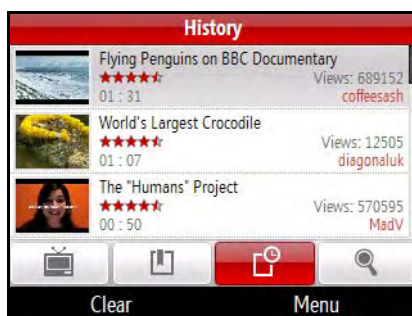 History
Flying Penguins on BBC Documentary
Views: 689152
01 : 31 coffeesash
World's Largest Crocodile
Views: 12505
01 : 07 diagonaluk
The "Humans" Project
Views: 570595
00 : 50 MadV
Clear Menu